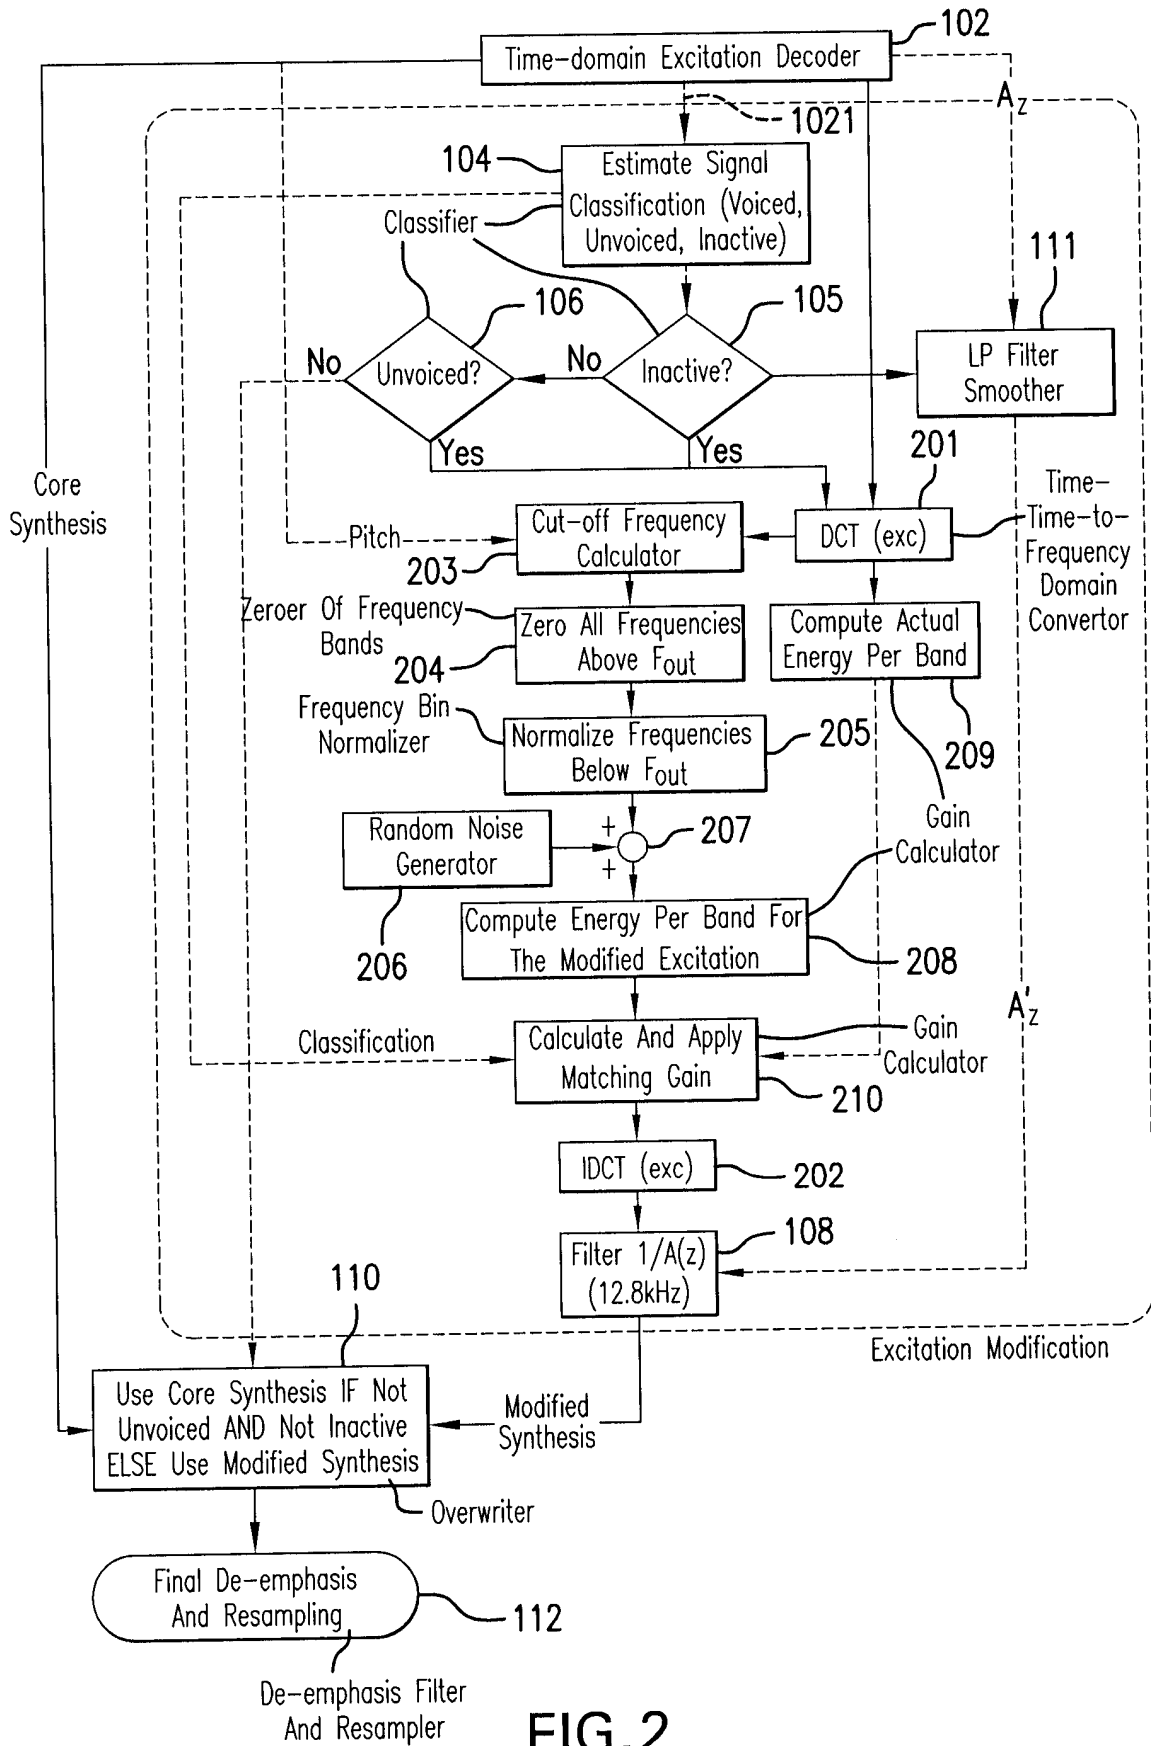 102
Time-domain Excitation Decoder
Az
1021
104
Estimate Signal
Classification (Voiced,
Unvoiced, Inactive)
Classifier
111
106
105
No
Unvoiced?
No
Inactive?
LP Filter
Smoother
Yes
Yes
201
Core
Synthesis
Time-
Time-to-
Frequency
Domain
Convertor
Pitch
Cut-off Frequency
Calculator
DCT (exc)
203
Zeroer Of Frequency
Bands
204
Zero All Frequencies
Above Fout
Compute Actual
Energy Per Band
Frequency Bin
Normalizer
Normalize Frequencies
Below Fout
205
209
Random Noise
Generator
+
+
207
Gain
Calculator
206
Compute Energy Per Band For
The Modified Excitation
208
A'z
Classification
Calculate And Apply
Matching Gain
Gain
Calculator
210
IDCT (exc)
202
108
Filter 1/A(z)
(12.8kHz)
110
Excitation Modification
Use Core Synthesis IF Not
Unvoiced AND Not Inactive
ELSE Use Modified Synthesis
Modified
Synthesis
Overwriter
Final De-emphasis
And Resampling
112
De-emphasis Filter
And Resampler
FIG.2